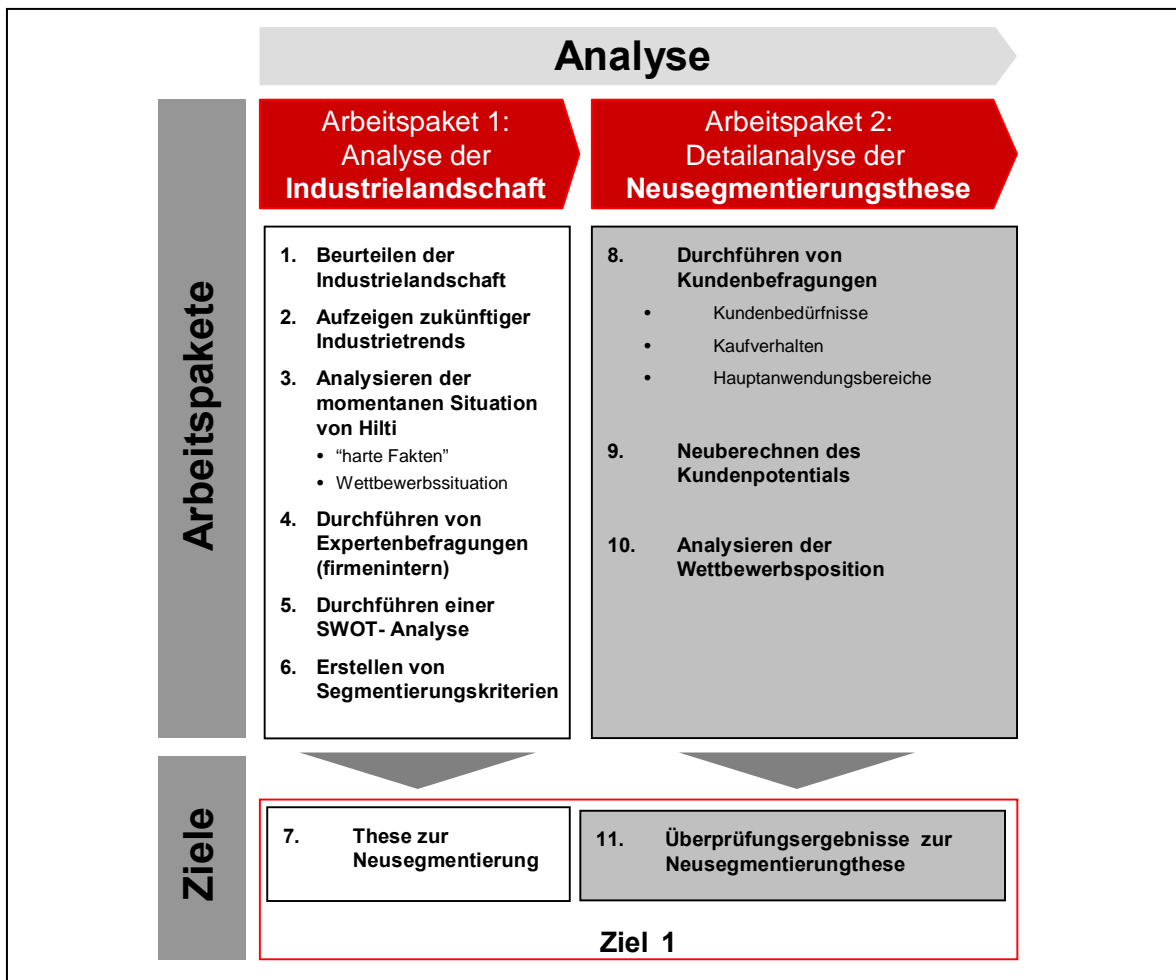 Analyse
Arbeitspakete
Arbeitspaket 1:
Analyse der
Industrielandschaft
1. Beurteilen der
Industrielandschaft
2. Aufzeigen zukünftiger
Industrietrends
3. Analysieren der
momentanen Situation
von Hilti
• “harte Fakten”
• Wettbewerbssituation
4. Durchführen von
Expertenbefragungen
(firmenintern)
5. Durchführen einer
SWOT- Analyse
6. Erstellen von
Segmentierungskriterien
Arbeitspaket 2:
Detailanalyse der
Neusegmentierungsthese
8. Durchführen von
Kundenbefragungen
• Kundenbedürfnisse
• Kaufverhalten
• Hauptanwendungsbereiche
9. Neuberechnen des
Kundenpotentials
10. Analysieren der
Wettbewerbsposition
Ziele
7. These zur
Neusegmentierung
11. Überprüfungsergebnisse zur
Neusegmentierungthese
Ziel 1